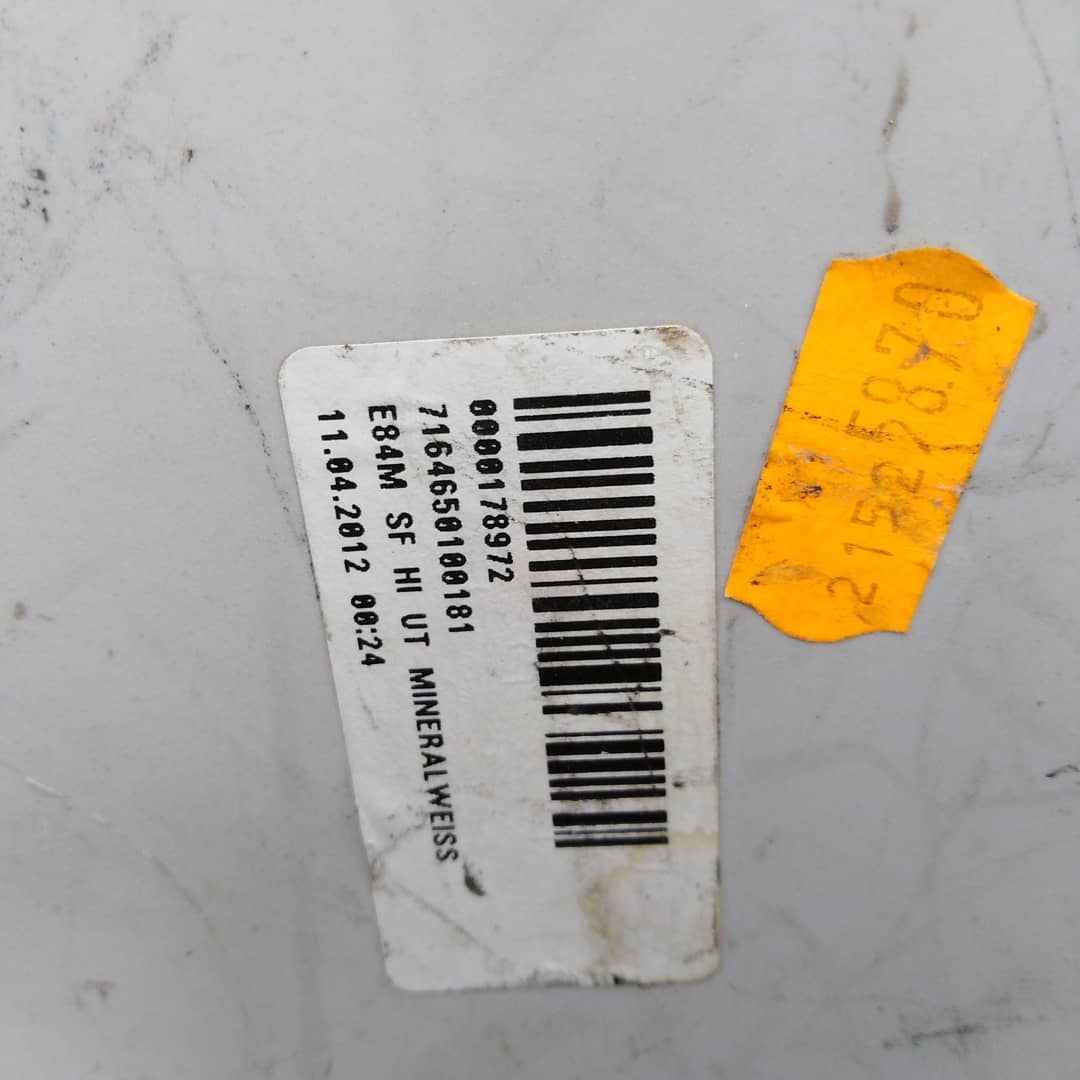 0000178972
7164650100181
E84M SF HI UT MINERALWEISS
11.04.2012 00:24